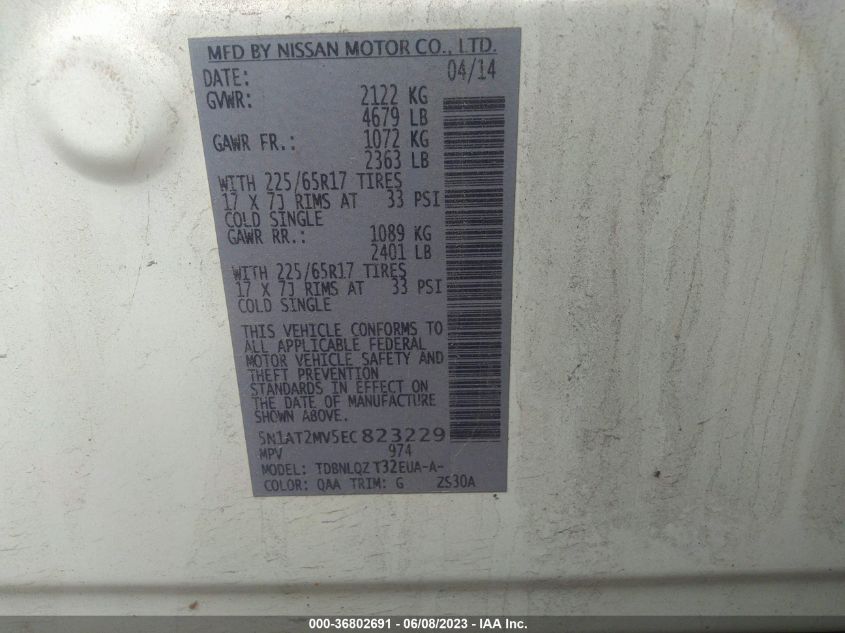 MFD BY NISSAN MOTOR CO., LTD.
DATE: 04/14
GVWR: 2122 KG
4679 LB
GAWR FR.: 1072 KG
2363 LB
WITH 225/65R17 TIRES
17 X 7J RIMS AT 33 PSI
COLD SINGLE
GAWR RR.: 1089 KG
2401 LB
WITH 225/65R17 TIRES
17 X 7J RIMS AT 33 PSI
COLD SINGLE
THIS VEHICLE CONFORMS TO
ALL APPLICABLE FEDERAL
MOTOR VEHICLE SAFETY AND
THEFT PREVENTION
STANDARDS IN EFFECT ON
THE DATE OF MANUFACTURE
SHOWN ABOVE.
5N1AT2MV5EC823229
MPV 974
MODEL: TDBNLQZ T32EUA-A-
COLOR: QAA TRIM: G ZS30A
000-36802691 - 06/08/2023 - IAA Inc.